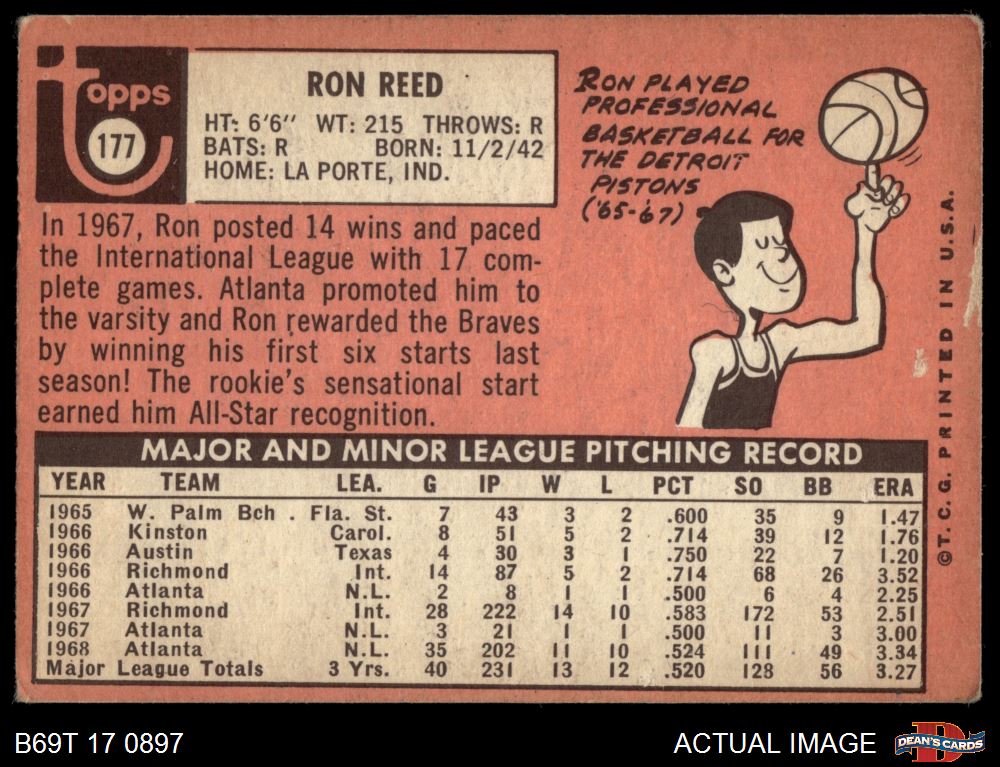 topps
177
RON REED
HT: 6'6" WT: 215 THROWS: R
BATS: R BORN: 11/2/42
HOME: LA PORTE, IND.
RON PLAYED
PROFESSIONAL
BASKETBALL FOR
THE DETROIT
PISTONS
('65-'67)
In 1967, Ron posted 14 wins and paced
the International League with 17 com-
plete games. Atlanta promoted him to
the varsity and Ron rewarded the Braves
by winning his first six starts last
season! The rookie's sensational start
earned him All-Star recognition.
©T. C. G. PRINTED IN U.S.A.
MAJOR AND MINOR LEAGUE PITCHING RECORD
YEAR TEAM LEA. G IP W L PCT SO BB ERA
1965 W. Palm Bch . Fla. St. 7 43 3 2 .600 35 9 1.47
1966 Kinston Carol. 8 51 5 2 .714 39 12 1.76
1966 Austin Texas 4 30 3 1 .750 22 7 1.20
1966 Richmond Int. 14 87 5 2 .714 68 26 3.52
1966 Atlanta N.L. 2 8 1 1 .500 6 4 2.25
1967 Richmond Int. 28 222 14 10 .583 172 53 2.51
1967 Atlanta N.L. 3 21 1 1 .500 11 3 3.00
1968 Atlanta N.L. 35 202 11 10 .524 111 49 3.34
Major League Totals 3 Yrs. 40 231 13 12 .520 128 56 3.27
B69T 17 0897
ACTUAL IMAGE
D
DEAN'S CARDS